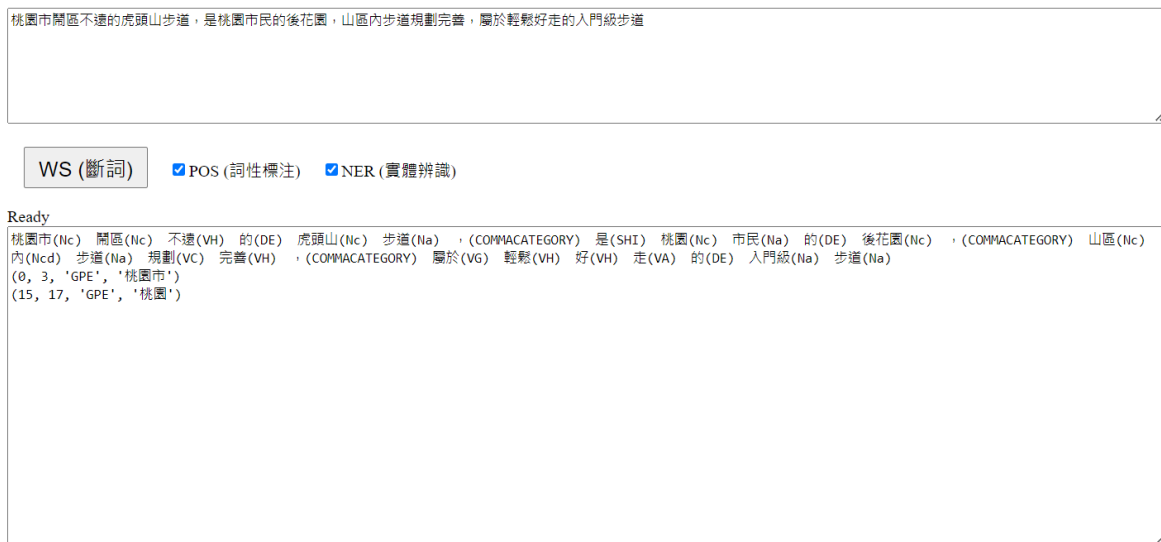 桃園市鬧區不遠的虎頭山步道，是桃園市民的後花園，山區內步道規劃完善，屬於輕鬆好走的入門級步道
WS (斷詞) POS (詞性標注) NER (實體辨識)
Ready
桃園市(Nc) 鬧區(Nc) 不遠(VH) 的(DE) 虎頭山(Nc) 步道(Na) ，(COMMACATEGORY) 是(SHI) 桃園(Nc) 市民(Na) 的(DE) 後花園(Nc) ，(COMMACATEGORY) 山區(Nc)
內(Ncd) 步道(Na) 規劃(VC) 完善(VH) ，(COMMACATEGORY) 屬於(VG) 輕鬆(VH) 好(VH) 走(VA) 的(DE) 入門級(Na) 步道(Na)
(0, 3, 'GPE', '桃園市')
(15, 17, 'GPE', '桃園')